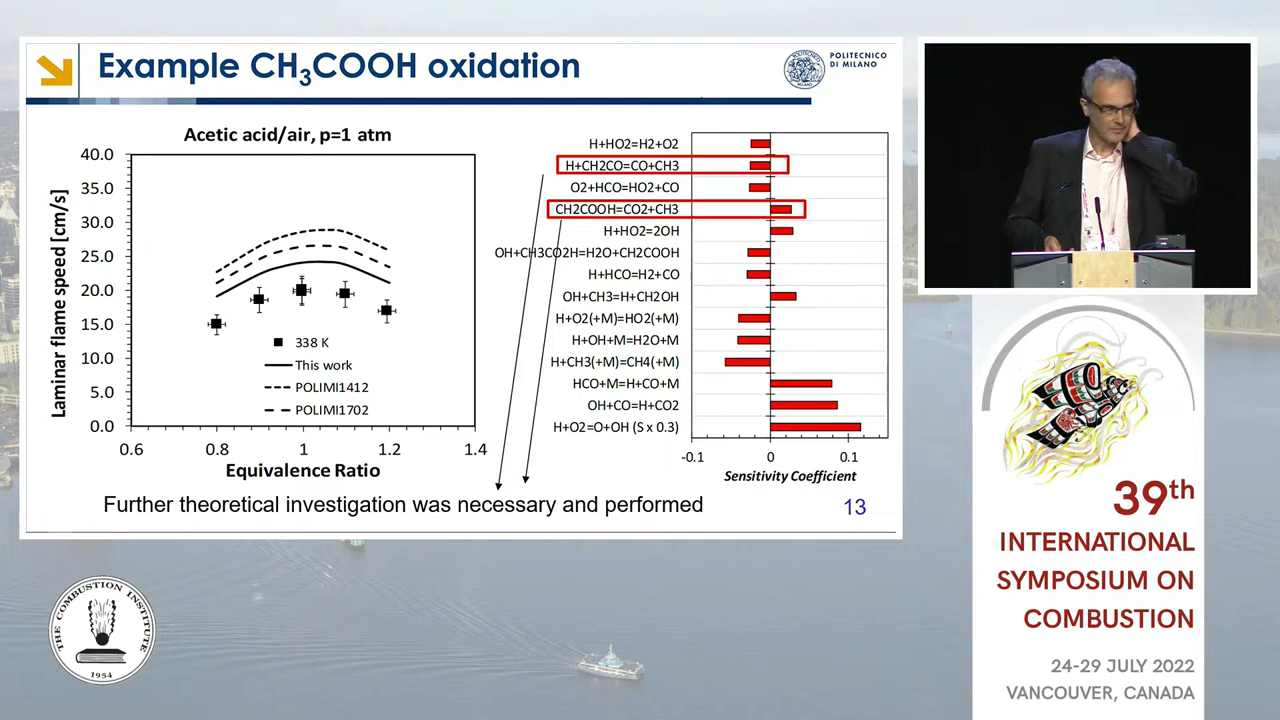 Example CH3COOH oxidation
POLITECNICO
DI MILANO
Acetic acid/air, p=1 atm
Laminar flame speed [cm/s]
40.0
35.0
30.0
25.0
20.0
15.0
10.0
5.0
0.0
338 K
This work
POLIMI1412
POLIMI1702
0.6
0.8
1
1.2
1.4
Equivalence Ratio
H+HO2=H2+O2
H+CH2CO=CO+CH3
O2+HCO=HO2+CO
CH2COOH=CO2+CH3
H+HO2=2OH
OH+CH3CO2H=H2O+CH2COOH
H+HCO=H2+CO
OH+CH3=H+CH2OH
H+O2(+M)=HO2(+M)
H+OH+M=H2O+M
H+CH3(+M)=CH4(+M)
HCO+M=H+CO+M
OH+CO=H+CO2
H+O2=O+OH (S x 0.3)
-0.1
0
0.1
Sensitivity Coefficient
Further theoretical investigation was necessary and performed
13
THE COMBUSTION INSTITUTE
1954
39th
INTERNATIONAL
SYMPOSIUM ON
COMBUSTION
24-29 JULY 2022
VANCOUVER, CANADA